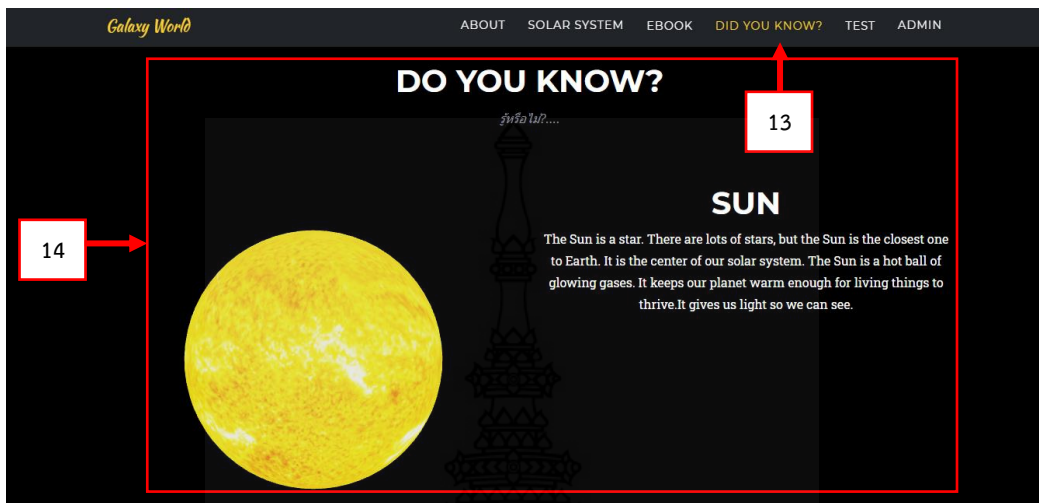 Galaxy World ABOUT SOLAR SYSTEM EBOOK DID YOU KNOW? TEST ADMIN
DO YOU KNOW?
รู้หรือไม่?....
13
SUN
14
The Sun is a star. There are lots of stars, but the Sun is the closest one
to Earth. It is the center of our solar system. The Sun is a hot ball of
glowing gases. It keeps our planet warm enough for living things to
thrive.It gives us light so we can see.